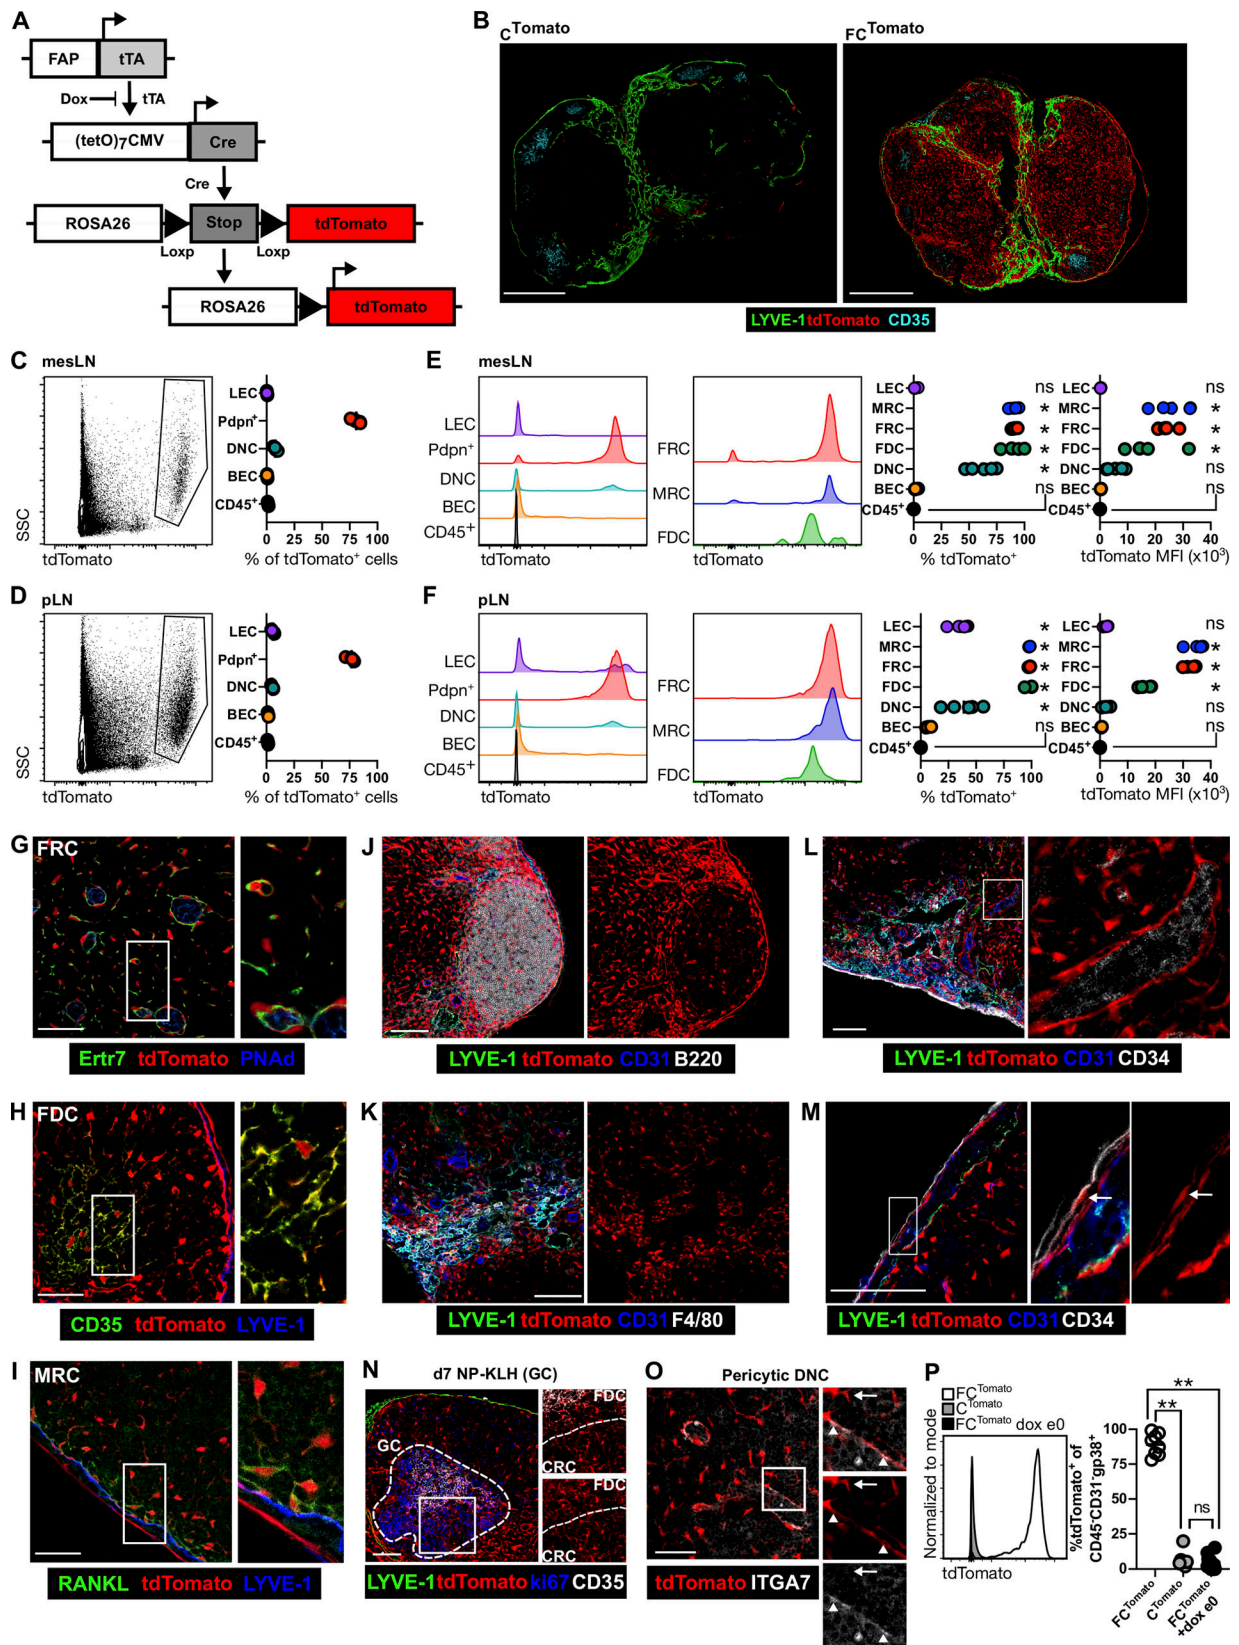 A
FAP
tTA
Dox
tTA
(tetO)7CMV
Cre
Cre
ROSA26
Stop
tdTomato
Loxp
Loxp
ROSA26
tdTomato
B
CTomato
FCTomato
LYVE-1 tdTomato CD35
C
mesLN
SSC
tdTomato
LEC
Pdpn+
DNC
BEC
CD45+
0 25 50 75 100
% of tdTomato+ cells
D
pLN
SSC
tdTomato
LEC
Pdpn+
DNC
BEC
CD45+
0 25 50 75 100
% of tdTomato+ cells
E
mesLN
LEC
Pdpn+
DNC
BEC
CD45+
tdTomato
FRC
MRC
FDC
tdTomato
LEC ns
MRC *
FRC *
FDC *
DNC *
BEC ns
CD45+
0 25 50 75 100
% tdTomato+
LEC ns
MRC *
FRC *
FDC *
DNC ns
BEC ns
CD45+
0 10 20 30 40
tdTomato MFI (x10³)
F
pLN
LEC
Pdpn+
DNC
BEC
CD45+
tdTomato
FRC
MRC
FDC
tdTomato
LEC *
MRC *
FRC *
FDC *
DNC *
BEC ns
CD45+
0 25 50 75 100
% tdTomato+
LEC ns
MRC *
FRC *
FDC *
DNC ns
BEC ns
CD45+
0 10 20 30 40
tdTomato MFI (x10³)
G
FRC
Ertr7 tdTomato PNAd
H
FDC
CD35 tdTomato LYVE-1
I
MRC
RANKL tdTomato LYVE-1
J
LYVE-1 tdTomato CD31 B220
K
LYVE-1 tdTomato CD31 F4/80
L
LYVE-1 tdTomato CD31 CD34
M
LYVE-1 tdTomato CD31 CD34
N
d7 NP-KLH (GC)
GC
FDC
CRC
FDC
CRC
LYVE-1 tdTomato ki67 CD35
O
Pericytic DNC
tdTomato ITGA7
P
FCTomato
CTomato
FCTomato dox e0
Normalized to mode
tdTomato
%tdTomato+ of
CD45-CD31-gp38+
100
75
50
25
0
**
**
ns
FCTomato
CTomato
FCTomato
+dox e0